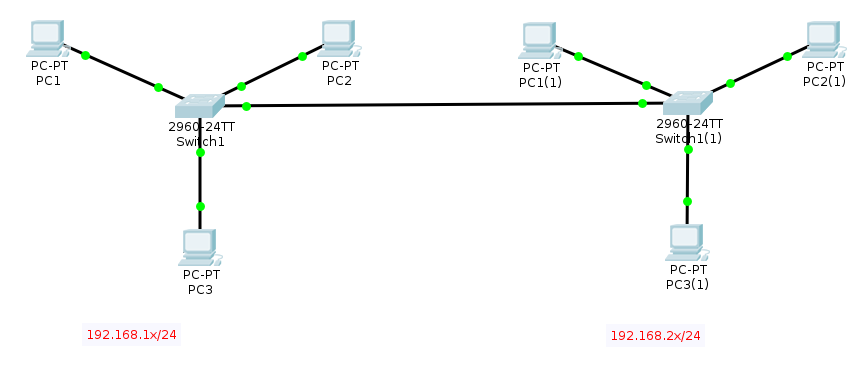 PC-PT
PC1
PC-PT
PC2
PC-PT
PC1(1)
PC-PT
PC2(1)
2960-24TT
Switch1
2960-24TT
Switch1(1)
PC-PT
PC3
PC-PT
PC3(1)
192.168.1x/24
192.168.2x/24